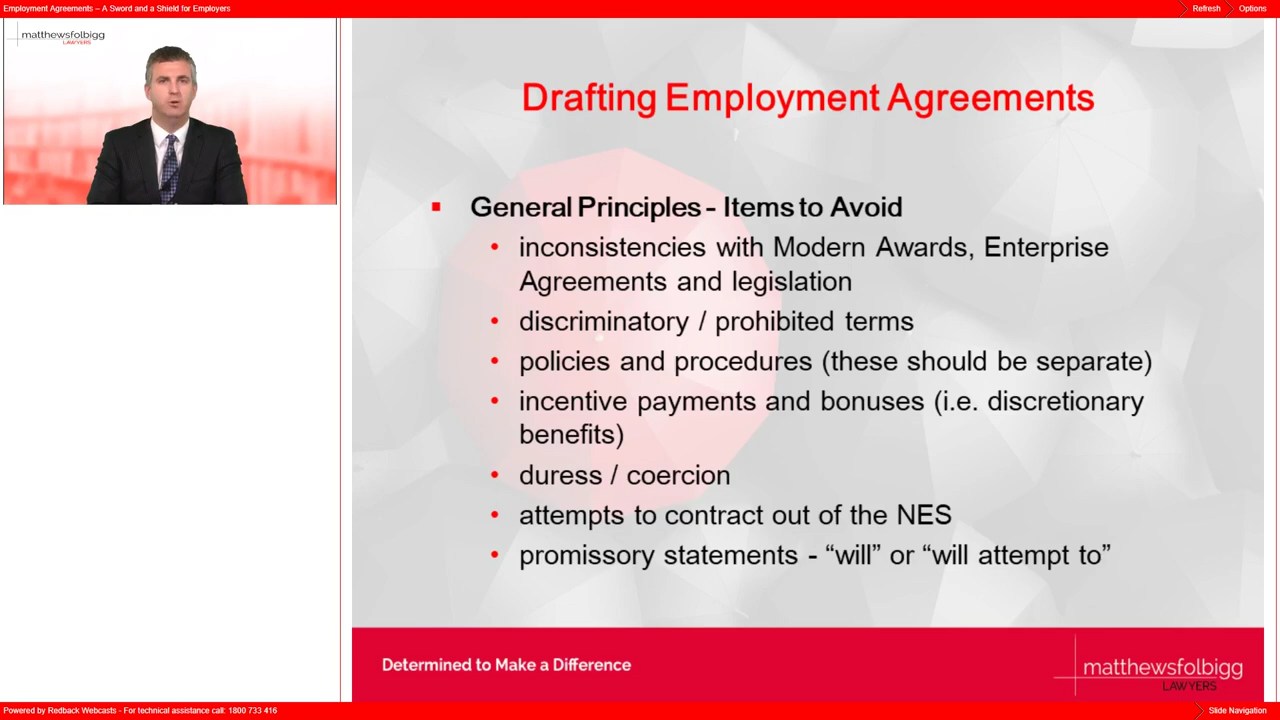 Employment Agreements – A Sword and a Shield for Employers
Refresh
Options
matthewsfolbigg
LAWYERS
Drafting Employment Agreements
General Principles - Items to Avoid
inconsistencies with Modern Awards, Enterprise
Agreements and legislation
discriminatory / prohibited terms
policies and procedures (these should be separate)
incentive payments and bonuses (i.e. discretionary
benefits)
duress / coercion
attempts to contract out of the NES
promissory statements - “will” or “will attempt to”
Determined to Make a Difference
matthewsfolbigg
LAWYERS
Powered by Redback Webcasts - For technical assistance call: 1800 733 416
Slide Navigation